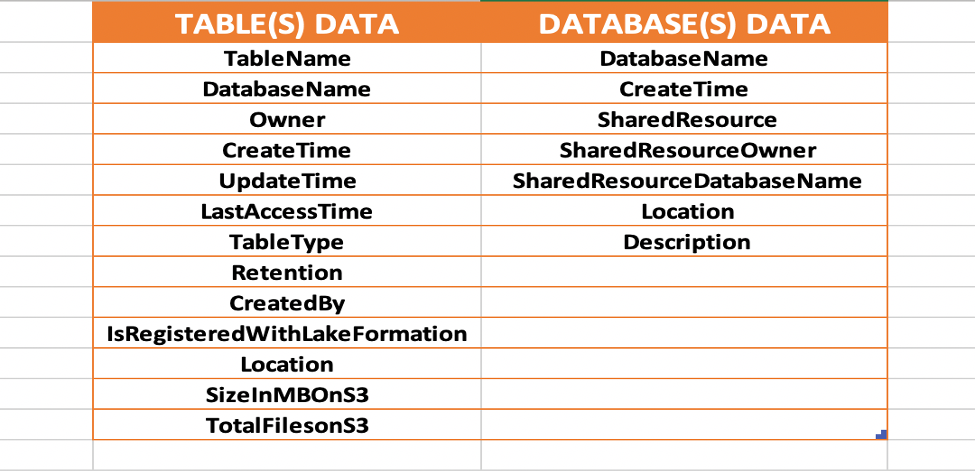 TABLE(S) DATA DATABASE(S) DATA
TableName DatabaseName
DatabaseName CreateTime
Owner SharedResource
CreateTime SharedResourceOwner
UpdateTime SharedResourceDatabaseName
LastAccessTime Location
TableType Description
Retention
CreatedBy
IsRegisteredWithLakeFormation
Location
SizeInMBOnS3
TotalFilesonS3